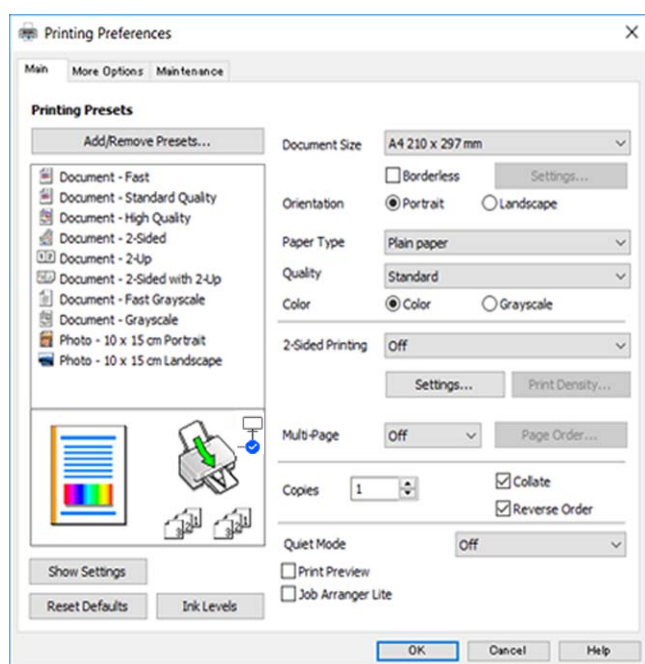 Printing Preferences
Main More Options Maintenance
Printing Presets
Add/Remove Presets...
Document - Fast
Document - Standard Quality
Document - High Quality
Document - 2-Sided
Document - 2-Up
Document - 2-Sided with 2-Up
Document - Fast Grayscale
Document - Grayscale
Photo - 10 x 15 cm Portrait
Photo - 10 x 15 cm Landscape
Show Settings
Reset Defaults Ink Levels
Document Size A4 210 x 297 mm
Borderless Settings...
Orientation Portrait Landscape
Paper Type Plain paper
Quality Standard
Color Color Grayscale
2-Sided Printing Off
Settings... Print Density...
Multi-Page Off Page Order...
Copies 1 Collate
Reverse Order
Quiet Mode Off
Print Preview
Job Arranger Lite
OK Cancel Help